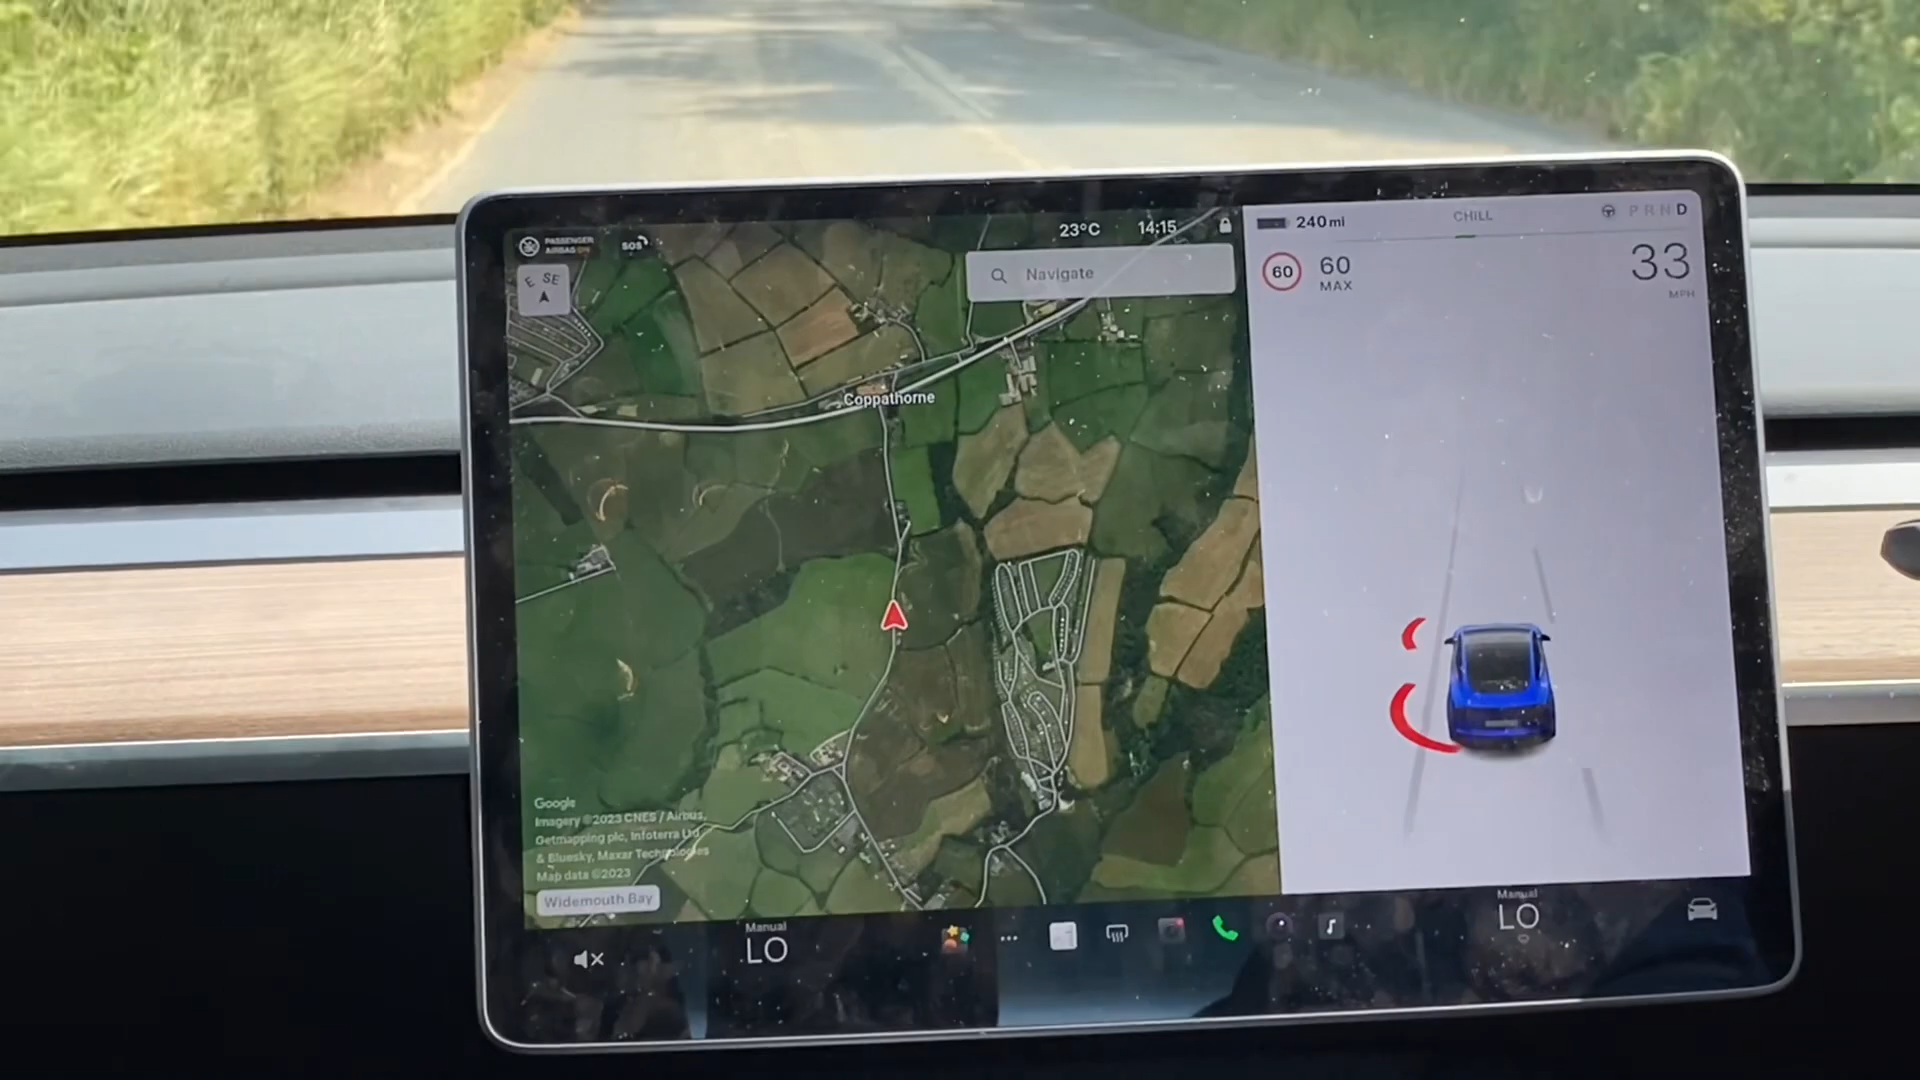 PASSENGER
AIRBAG ON
SOS
23°C
14:15
E SE
Navigate
Coppathorne
Google
Imagery ©2023 CNES / Airbus,
Getmapping plc, Infoterra Ltd
& Bluesky, Maxar Technologies
Map data ©2023
Widemouth Bay
240 mi
CHILL
P R N D
60
60
MAX
33
MPH
Manual
LO
Manual
LO